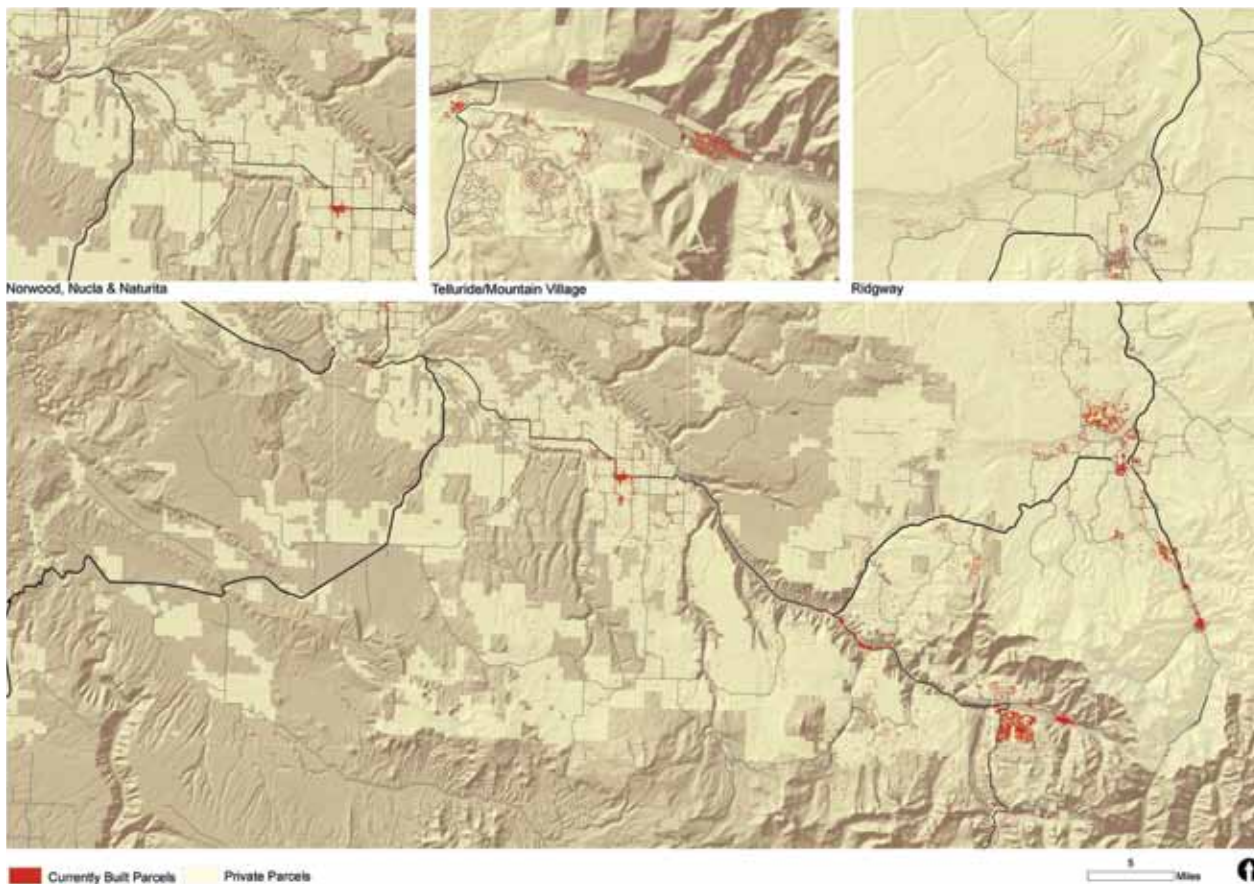 Norwood, Nucla & Naturita
Telluride/Mountain Village
Ridgway
Currently Built Parcels
Private Parcels
5
Miles